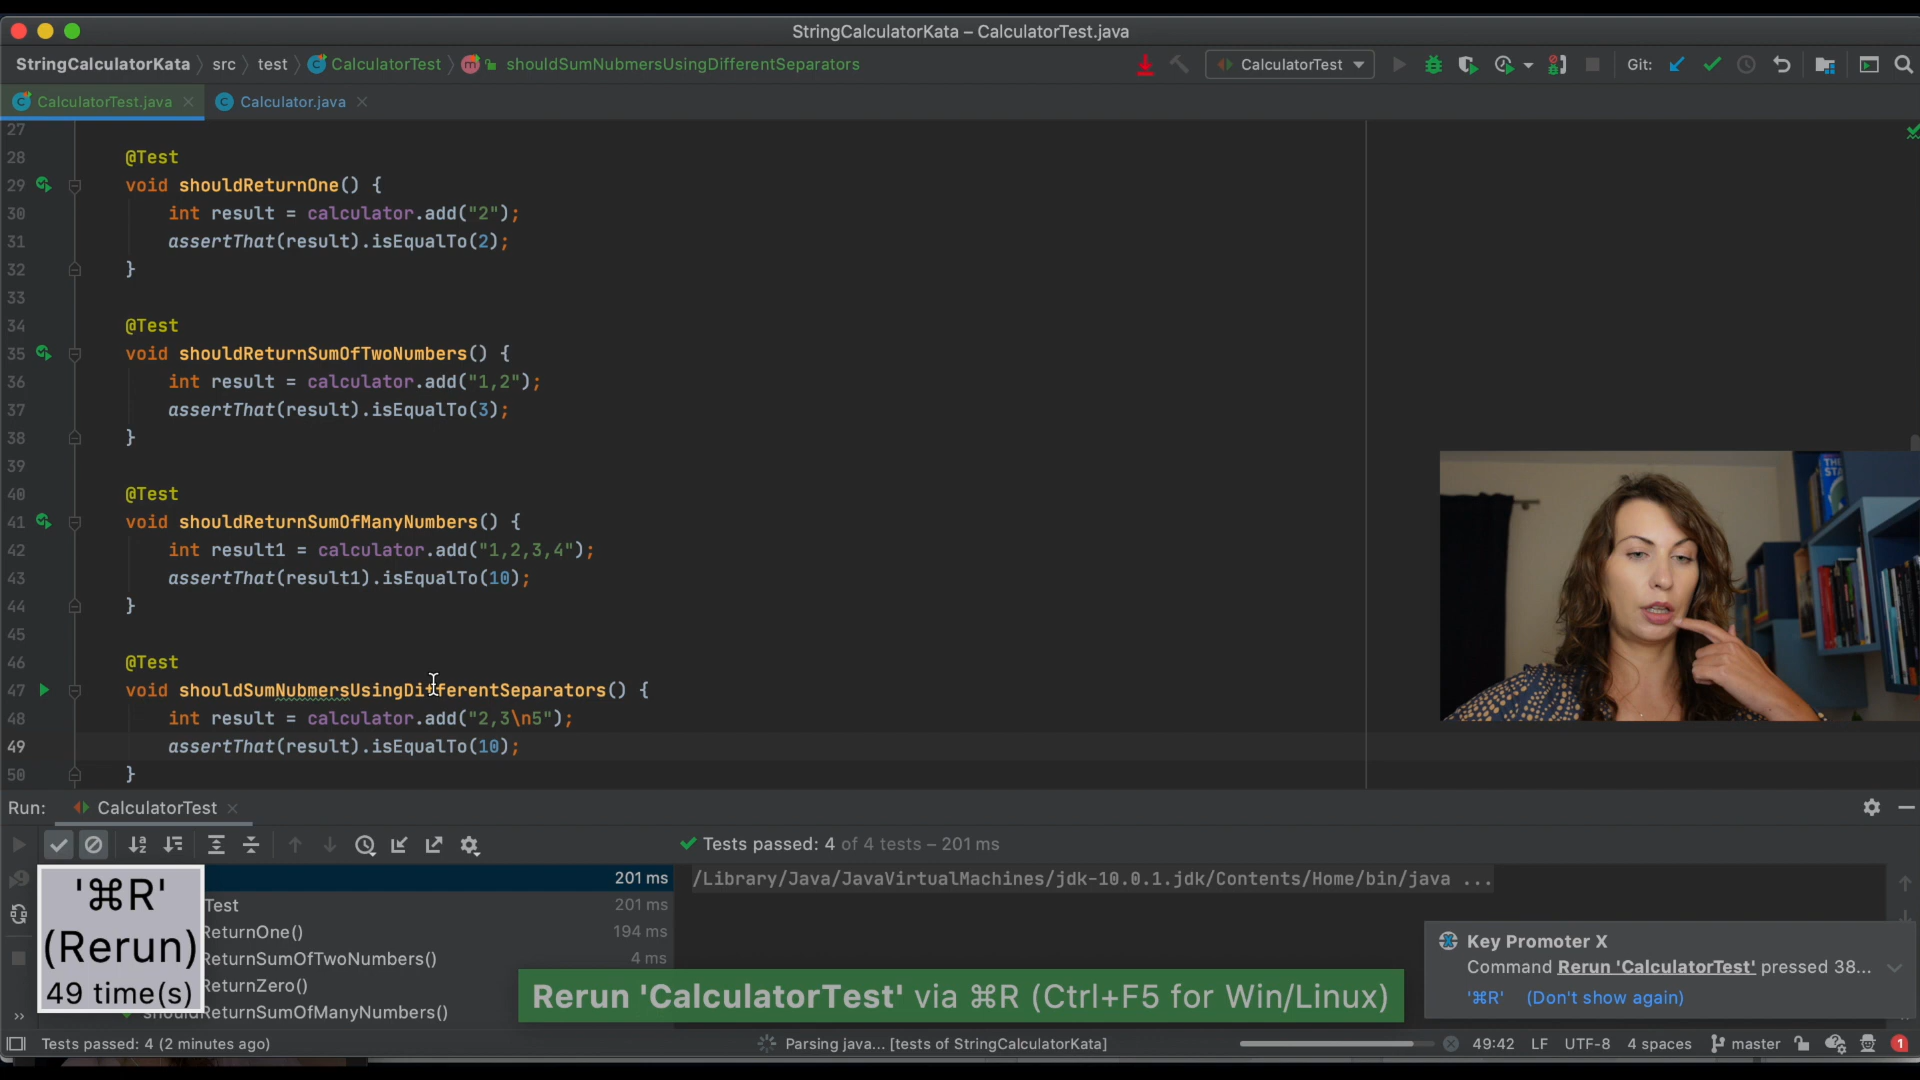 StringCalculatorKata – CalculatorTest.java
StringCalculatorKata src test CalculatorTest m shouldSumNubmersUsingDifferentSeparators
CalculatorTest Git:
C CalculatorTest.java C Calculator.java
27
28 @Test
29 void shouldReturnOne() {
30 int result = calculator.add("2");
31 assertThat(result).isEqualTo(2);
32 }
33
34 @Test
35 void shouldReturnSumOfTwoNumbers() {
36 int result = calculator.add("1,2");
37 assertThat(result).isEqualTo(3);
38 }
39
40 @Test
41 void shouldReturnSumOfManyNumbers() {
42 int result1 = calculator.add("1,2,3,4");
43 assertThat(result1).isEqualTo(10);
44 }
45
46 @Test
47 void shouldSumNubmersUsingDifferentSeparators() {
48 int result = calculator.add("2,3\n5");
49 assertThat(result).isEqualTo(10);
50 }
THE
STA
Run: CalculatorTest
Tests passed: 4 of 4 tests – 201 ms
201 ms
/Library/Java/JavaVirtualMachines/jdk-10.0.1.jdk/Contents/Home/bin/java ...
Test 201 ms
ReturnOne() 194 ms
ReturnSumOfTwoNumbers() 4 ms
ReturnZero()
shouldReturnSumOfManyNumbers()
'⌘R'
(Rerun)
49 time(s)
Rerun 'CalculatorTest' via ⌘R (Ctrl+F5 for Win/Linux)
Key Promoter X
Command Rerun 'CalculatorTest' pressed 38...
'⌘R' (Don't show again)
Tests passed: 4 (2 minutes ago)
Parsing java... [tests of StringCalculatorKata]
49:42 LF UTF-8 4 spaces master 1